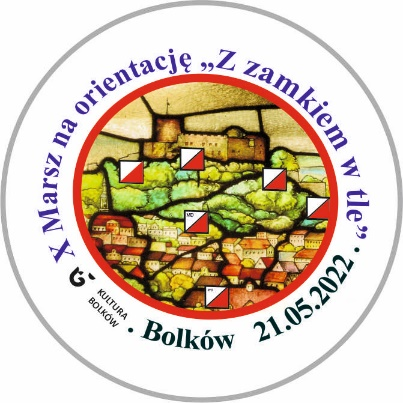 X Marsz na orientację „Z zamkiem w tle”
KULTURA
BOLKÓW
. Bolków 21.05.2022 .